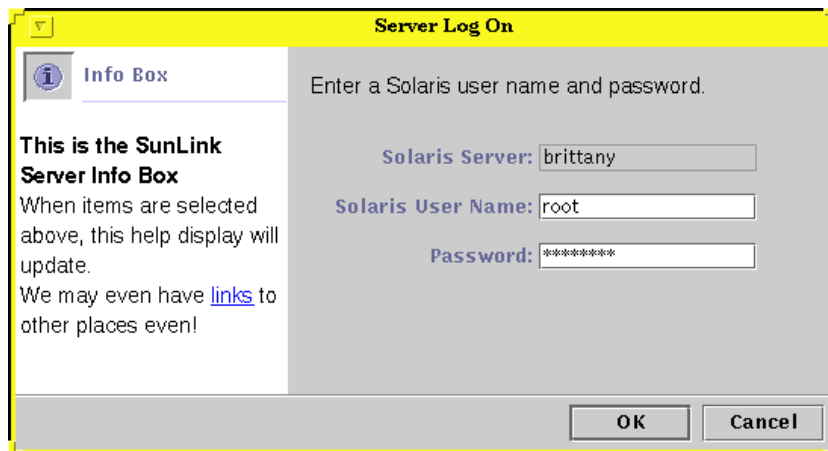 Server Log On
Info Box
This is the SunLink
Server Info Box
When items are selected
above, this help display will
update.
We may even have links to
other places even!
Enter a Solaris user name and password.
Solaris Server: brittany
Solaris User Name: root
Password: ********
OK
Cancel